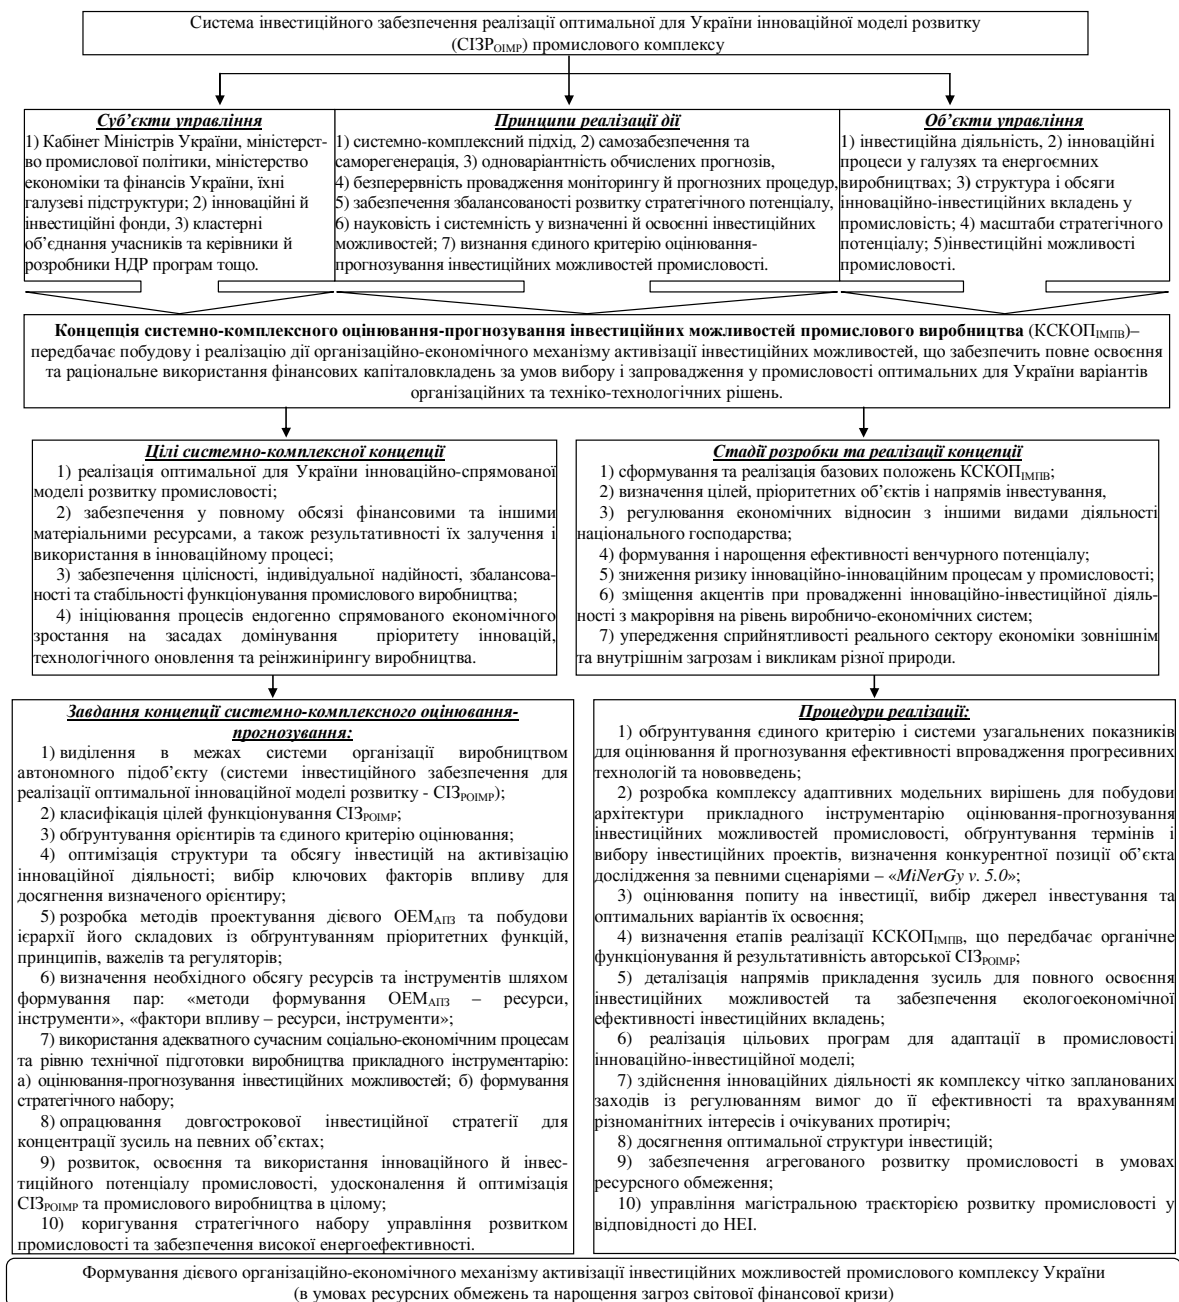 Система інвестиційного забезпечення реалізації оптимальної для України інноваційної моделі розвитку
(СІЗРОІМР) промислового комплексу
Суб’єкти управління
1) Кабінет Міністрів України, міністерст-
во промислової політики, міністерство
економіки та фінансів України, їхні
галузеві підструктури; 2) інноваційні й
інвестиційні фонди, 3) кластерні
об’єднання учасників та керівники й
розробники НДР програм тощо.
Принципи реалізації дії
1) системно-комплексний підхід, 2) самозабезпечення та
саморегенерація, 3) одноваріантність обчислених прогнозів,
4) безперервність провадження моніторингу й прогнозних процедур,
5) забезпечення збалансованості розвитку стратегічного потенціалу,
6) науковість і системність у визначенні й освоєнні інвестиційних
можливостей; 7) визнання єдиного критерію оцінювання-
прогнозування інвестиційних можливостей промисловості.
Об’єкти управління
1) інвестиційна діяльність, 2) інноваційні
процеси у галузях та енергоємних
виробництвах; 3) структура і обсяги
інноваційно-інвестиційних вкладень у
промисловість; 4) масштаби стратегічного
потенціалу; 5)інвестиційні можливості
промисловості.
Концепція системно-комплексного оцінювання-прогнозування інвестиційних можливостей промислового виробництва (КСКОПІМПВ)–
передбачає побудову і реалізацію дії організаційно-економічного механізму активізації інвестиційних можливостей, що забезпечить повне освоєння
та раціональне використання фінансових капіталовкладень за умов вибору і запровадження у промисловості оптимальних для України варіантів
організаційних та техніко-технологічних рішень.
Цілі системно-комплексної концепції
1) реалізація оптимальної для України інноваційно-спрямованої
моделі розвитку промисловості;
2) забезпечення у повному обсязі фінансовими та іншими
матеріальними ресурсами, а також результативності їх залучення і
використання в інноваційному процесі;
3) забезпечення цілісності, індивідуальної надійності, збалансова-
ності та стабільності функціонування промислового виробництва;
4) ініціювання процесів ендогенно спрямованого економічного
зростання на засадах домінування пріоритету інновацій,
технологічного оновлення та реінжинірингу виробництва.
Стадії розробки та реалізації концепції
1) сформування та реалізація базових положень КСКОПІМПВ;
2) визначення цілей, пріоритетних об’єктів і напрямів інвестування,
3) регулювання економічних відносин з іншими видами діяльності
національного господарства;
4) формування і нарощення ефективності венчурного потенціалу;
5) зниження ризику інноваційно-інноваційним процесам у промисловості;
6) зміщення акцентів при провадженні інноваційно-інвестиційної діяль-
ності з макрорівня на рівень виробничо-економічних систем;
7) упередження сприйнятливості реального сектору економіки зовнішнім
та внутрішнім загрозам і викликам різної природи.
Завдання концепції системно-комплексного оцінювання-
прогнозування:
1) виділення в межах системи організації виробництвом
автономного підоб’єкту (системи інвестиційного забезпечення для
реалізації оптимальної інноваційної моделі розвитку - СІЗРОІМР);
2) класифікація цілей функціонування СІЗРОІМР;
3) обґрунтування орієнтирів та єдиного критерію оцінювання;
4) оптимізація структури та обсягу інвестицій на активізацію
інноваційної діяльності; вибір ключових факторів впливу для
досягнення визначеного орієнтиру;
5) розробка методів проектування дієвого ОЕМАПЗ та побудови
ієрархії його складових із обґрунтуванням пріоритетних функцій,
принципів, важелів та регуляторів;
6) визначення необхідного обсягу ресурсів та інструментів шляхом
формування пар: «методи формування ОЕМАПЗ – ресурси,
інструменти», «фактори впливу – ресурси, інструменти»;
7) використання адекватного сучасним соціально-економічним процесам
та рівню технічної підготовки виробництва прикладного інструментарію:
а) оцінювання-прогнозування інвестиційних можливостей; б) формування
стратегічного набору;
8) опрацювання довгострокової інвестиційної стратегії для
концентрації зусиль на певних об’єктах;
9) розвиток, освоєння та використання інноваційного й інвес-
тиційного потенціалу промисловості, удосконалення й оптимізація
СІЗРОІМР та промислового виробництва в цілому;
10) коригування стратегічного набору управління розвитком
промисловості та забезпечення високої енергоефективності.
Процедури реалізації:
1) обґрунтування єдиного критерію і системи узагальнених показників
для оцінювання й прогнозування ефективності впровадження прогресивних
технологій та нововведень;
2) розробка комплексу адаптивних модельних вирішень для побудови
архітектури прикладного інструментарію оцінювання-прогнозування
інвестиційних можливостей промисловості, обґрунтування термінів і
вибору інвестиційних проектів, визначення конкурентної позиції об’єкта
дослідження за певними сценаріями – «MiNerGy v. 5.0»;
3) оцінювання попиту на інвестиції, вибір джерел інвестування та
оптимальних варіантів їх освоєння;
4) визначення етапів реалізації КСКОПІМПВ, що передбачає органічне
функціонування й результативність авторської СІЗРОІМР;
5) деталізація напрямів прикладення зусиль для повного освоєння
інвестиційних можливостей та забезпечення екологоекономічної
ефективності інвестиційних вкладень;
6) реалізація цільових програм для адаптації в промисловості
інноваційно-інвестиційної моделі;
7) здійснення інноваційних діяльності як комплексу чітко запланованих
заходів із регулюванням вимог до її ефективності та врахуванням
різноманітних інтересів і очікуваних протиріч;
8) досягнення оптимальної структури інвестицій;
9) забезпечення агрегованого розвитку промисловості в умовах
ресурсного обмеження;
10) управління магістральною траєкторією розвитку промисловості у
відповідності до НЕІ.
Формування дієвого організаційно-економічного механізму активізації інвестиційних можливостей промислового комплексу України
(в умовах ресурсних обмежень та нарощення загроз світової фінансової кризи)